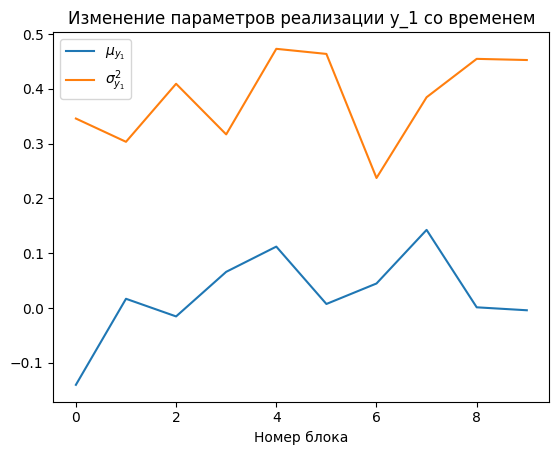 Изменение параметров реализации y_1 со временем
μ_{y_1}
σ²_{y_1}
0.5
0.4
0.3
0.2
0.1
0.0
−0.1
0 2 4 6 8
Номер блока